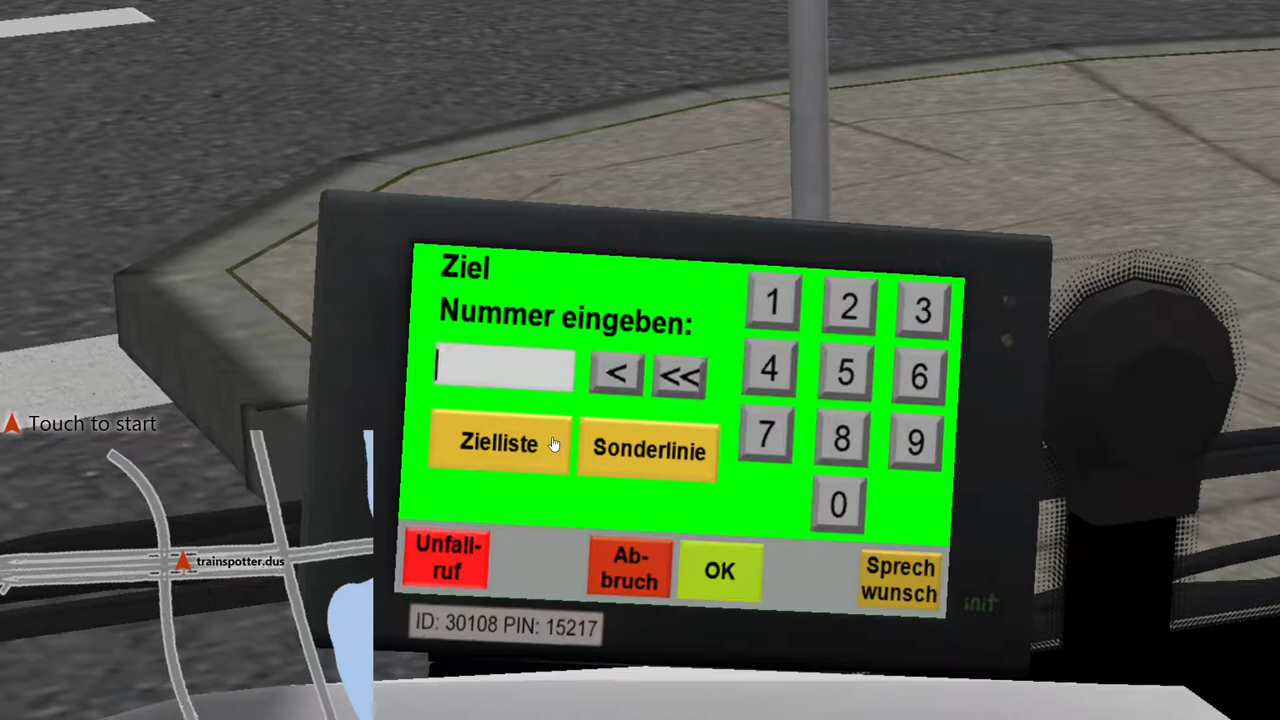 Ziel
Nummer eingeben:
< <<
Zielliste
Sonderlinie
1 2 3
4 5 6
7 8 9
0
Unfall-
ruf
Ab-
bruch
OK
Sprech
wunsch
ID: 30108 PIN: 15217
Touch to start
trainspotter.dus